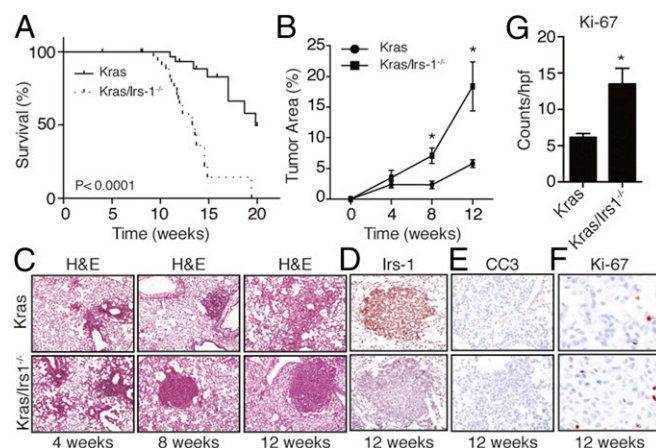 A
Survival (%)
100
50
0
Kras
Kras/Irs-1-/-
P< 0.0001
0 5 10 15 20
Time (weeks)
B
Tumor Area (%)
25
20
15
10
5
0
Kras
Kras/Irs-1-/-
*
*
0 4 8 12
Time (weeks)
G
Ki-67
Counts/hpf
20
15
10
5
0
*
Kras
Kras/Irs1-/-
C D E F
H&E H&E H&E Irs-1 CC3 Ki-67
Kras
Kras/Irs1-/-
4 weeks 8 weeks 12 weeks 12 weeks 12 weeks 12 weeks